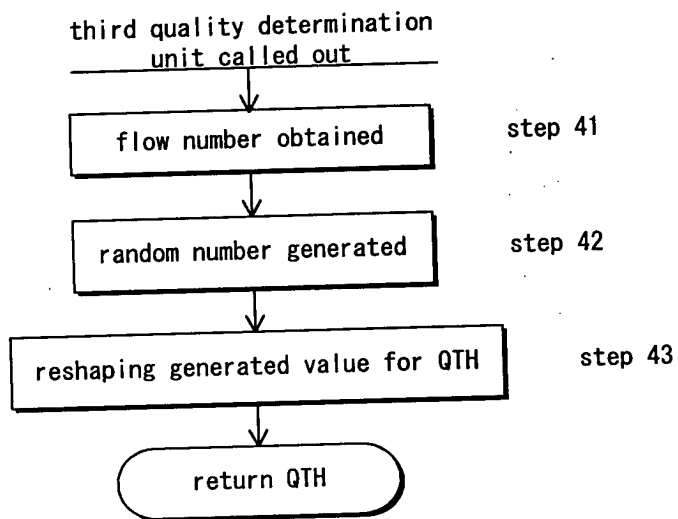 third quality determination
unit called out
flow number obtained
step 41
random number generated
step 42
reshaping generated value for QTH
step 43
return QTH